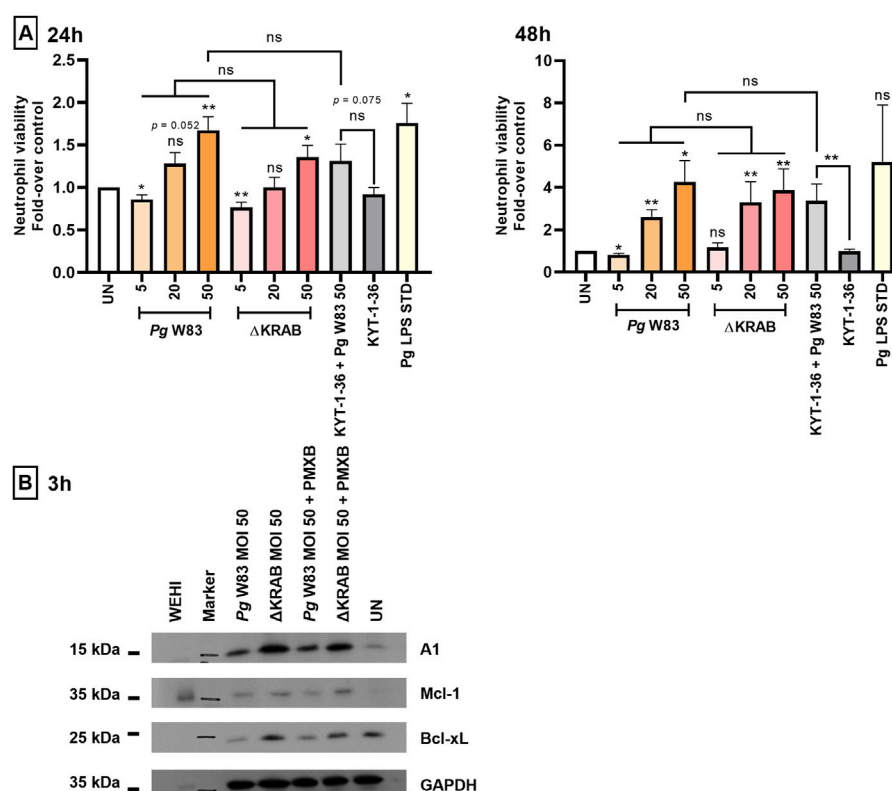 A 24h
Neutrophil viability
Fold-over control
2.5
2.0
1.5
1.0
0.5
0.0
ns
ns
p = 0.052
ns
**
*
**
ns
*
p = 0.075
ns
*
UN
5
20
50
5
20
50
Pg W83
ΔKRAB
KYT-1-36 + Pg W83 50
KYT-1-36
Pg LPS STD
48h
Neutrophil viability
Fold-over control
10
8
6
4
2
0
ns
ns
ns
*
**
*
ns
**
**
**
UN
5
20
50
5
20
50
Pg W83
ΔKRAB
KYT-1-36 + Pg W83 50
KYT-1-36
Pg LPS STD
B 3h
WEHI
Marker
Pg W83 MOI 50
ΔKRAB MOI 50
Pg W83 MOI 50 + PMXB
ΔKRAB MOI 50 + PMXB
UN
15 kDa A1
35 kDa Mcl-1
25 kDa Bcl-xL
35 kDa GAPDH